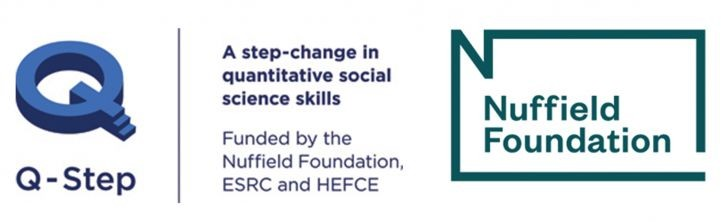 Q-Step
A step-change in
quantitative social
science skills
Funded by the
Nuffield Foundation,
ESRC and HEFCE
Nuffield
Foundation